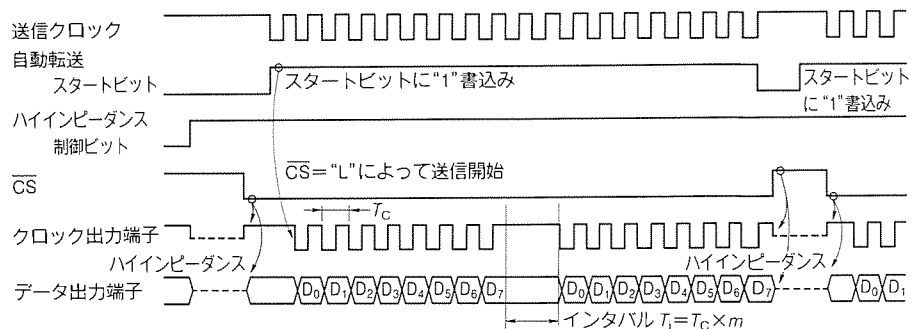 送信クロック
自動転送
スタートビット
スタートビットに“1”書込み
スタートビット
に“1”書込み
ハイインピーダンス
制御ビット
CS
CS=“L”によって送信開始
TC
クロック出力端子
ハイインピーダンス
ハイインピーダンス
データ出力端子
D0 D1 D2 D3 D4 D5 D6 D7 D0 D1 D2 D3 D4 D5 D6 D7 D0 D1
インタバル Ti=TC×m